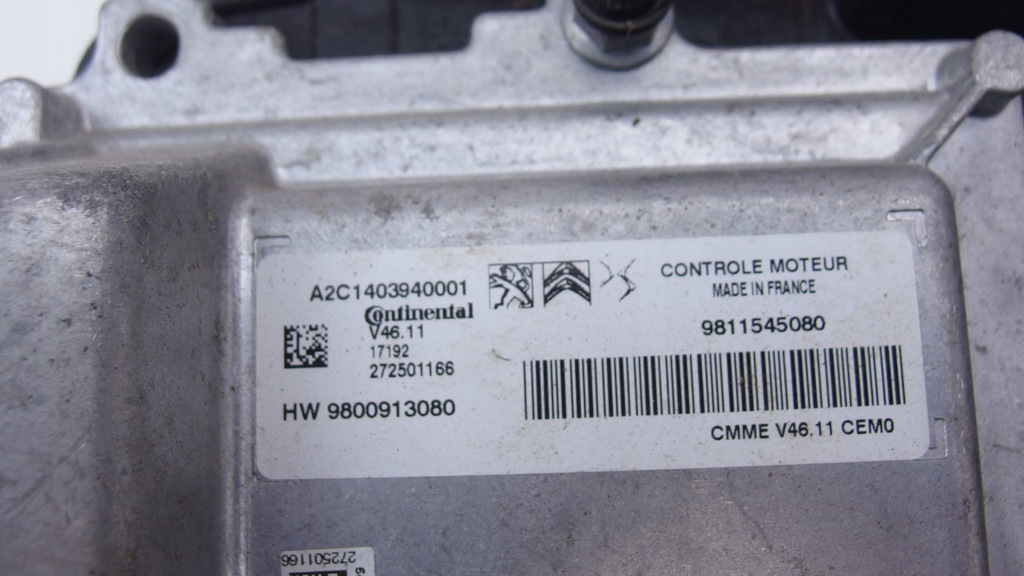 A2C1403940001
Continental
V46.11
17192
272501166
HW 9800913080
CONTROLE MOTEUR
MADE IN FRANCE
9811545080
CMME V46.11 CEM0
272501166